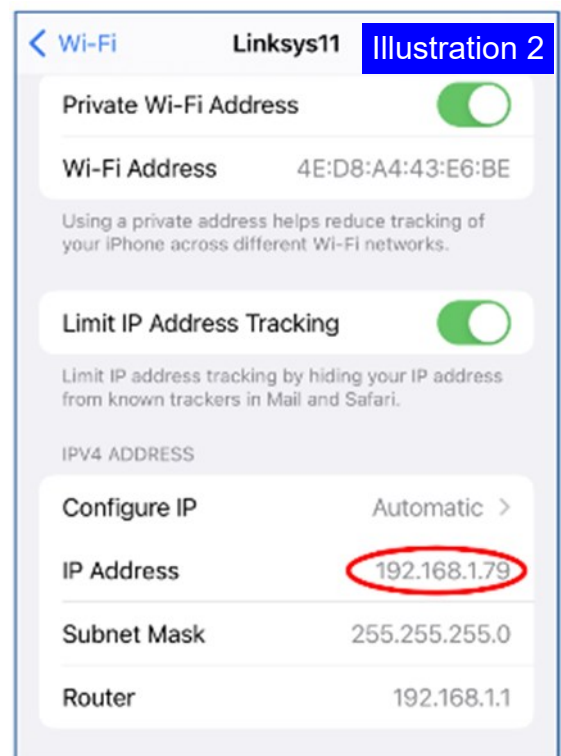 Wi-Fi Linksys11 Illustration 2
Private Wi-Fi Address
Wi-Fi Address 4E:D8:A4:43:E6:BE
Using a private address helps reduce tracking of
your iPhone across different Wi-Fi networks.
Limit IP Address Tracking
Limit IP address tracking by hiding your IP address
from known trackers in Mail and Safari.
IPV4 ADDRESS
Configure IP Automatic
IP Address 192.168.1.79
Subnet Mask 255.255.255.0
Router 192.168.1.1